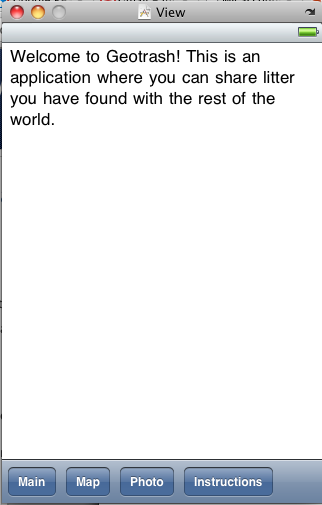 View
Welcome to Geotrash! This is an
application where you can share litter
you have found with the rest of the
world.
Main Map Photo Instructions